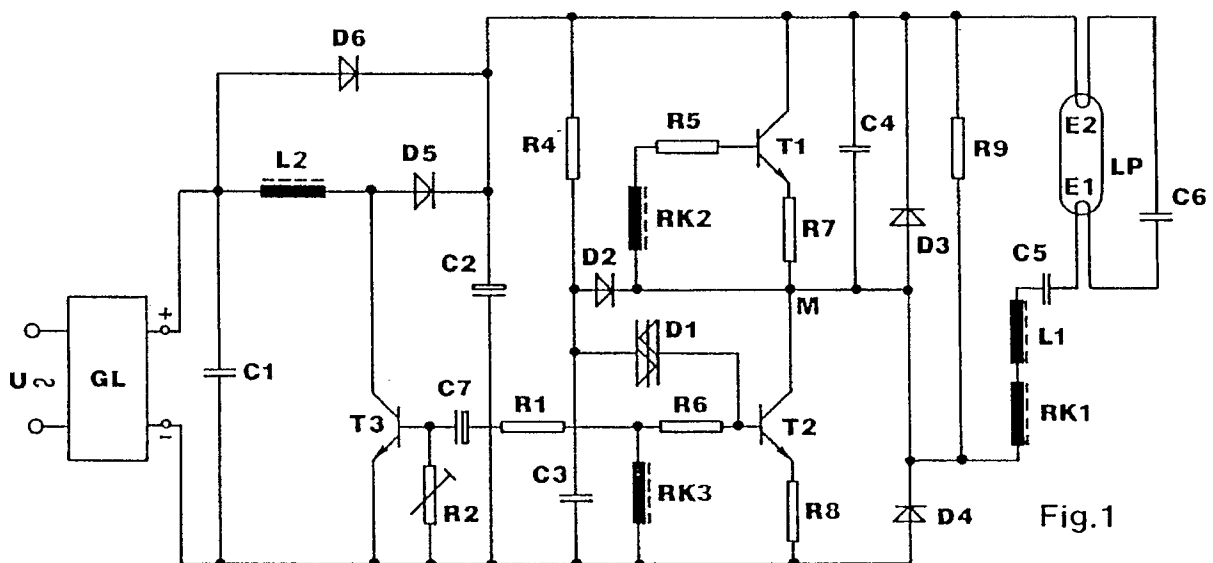 D6
R5
C4
R4
T1
R9
E2
L2
D5
LP
E1
C6
RK2
R7
D3
C2
D2
C5
M
+
D1
L1
U~
GL
C1
C7
R1
R6
RK1
T3
T2
-
C3
RK3
R2
R8
D4
Fig.1